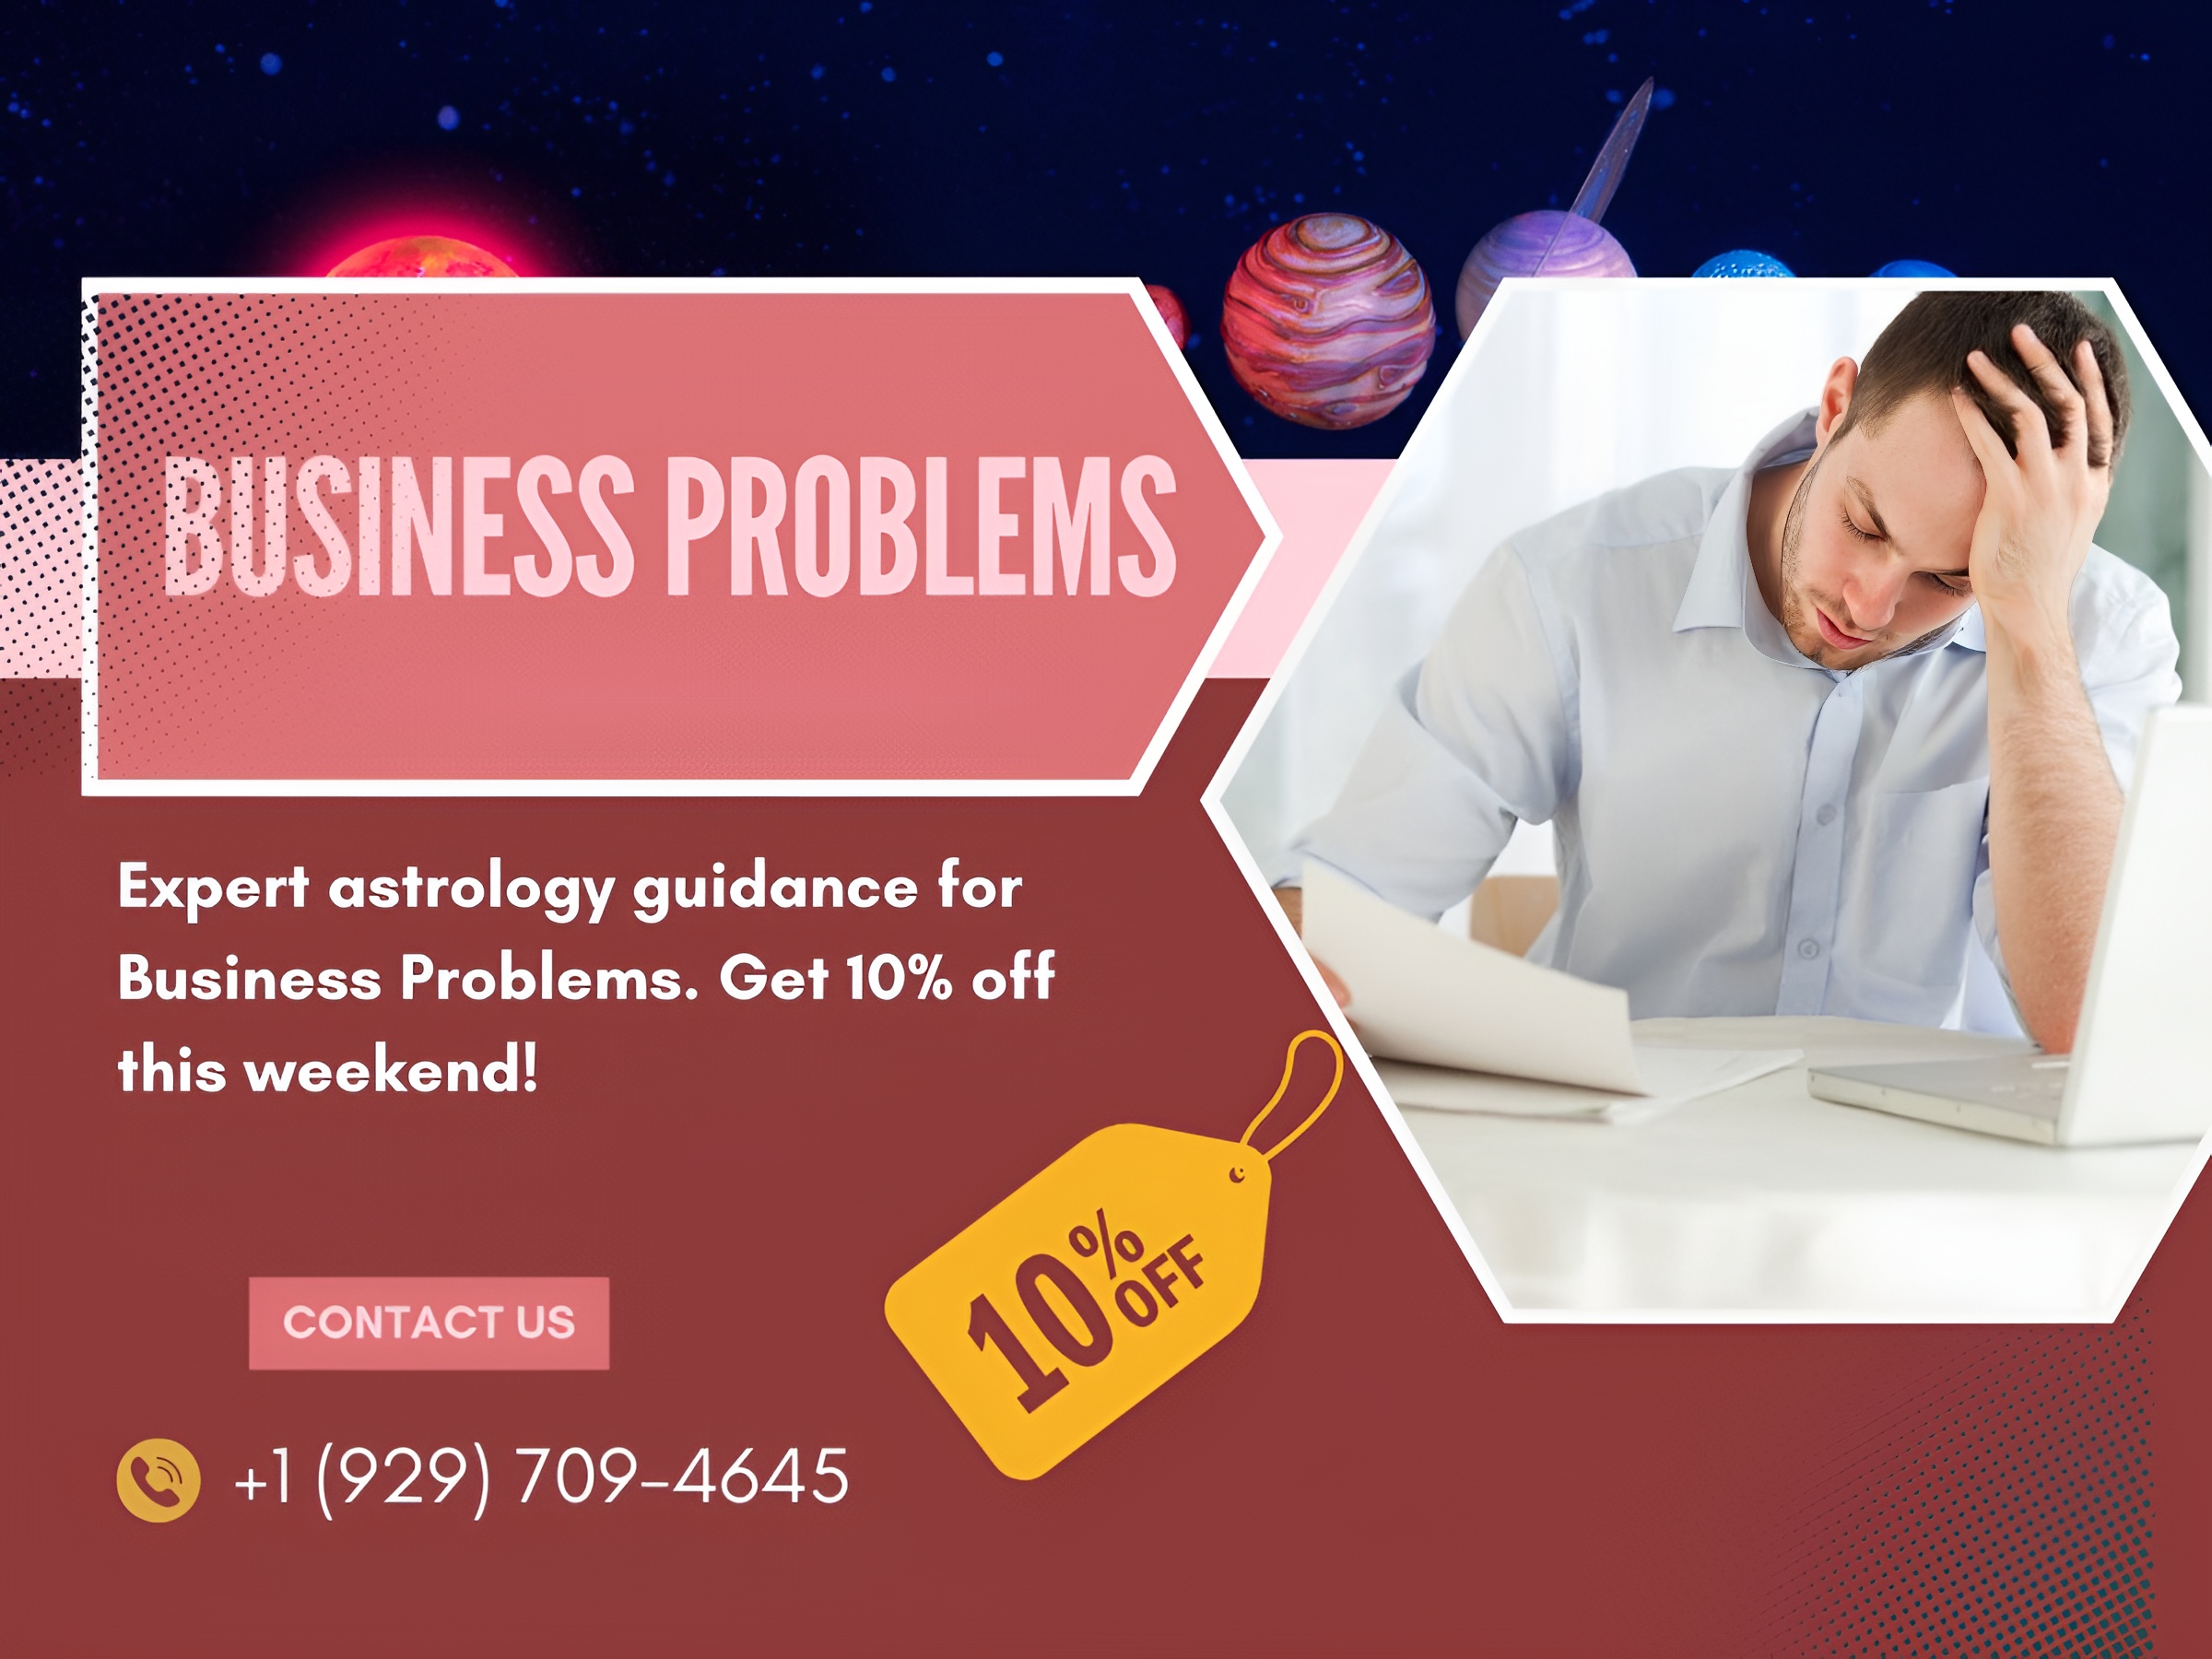 BUSINESS PROBLEMS
Expert astrology guidance for
Business Problems. Get 10% off
this weekend!
10%
OFF
CONTACT US
+1 (929) 709-4645